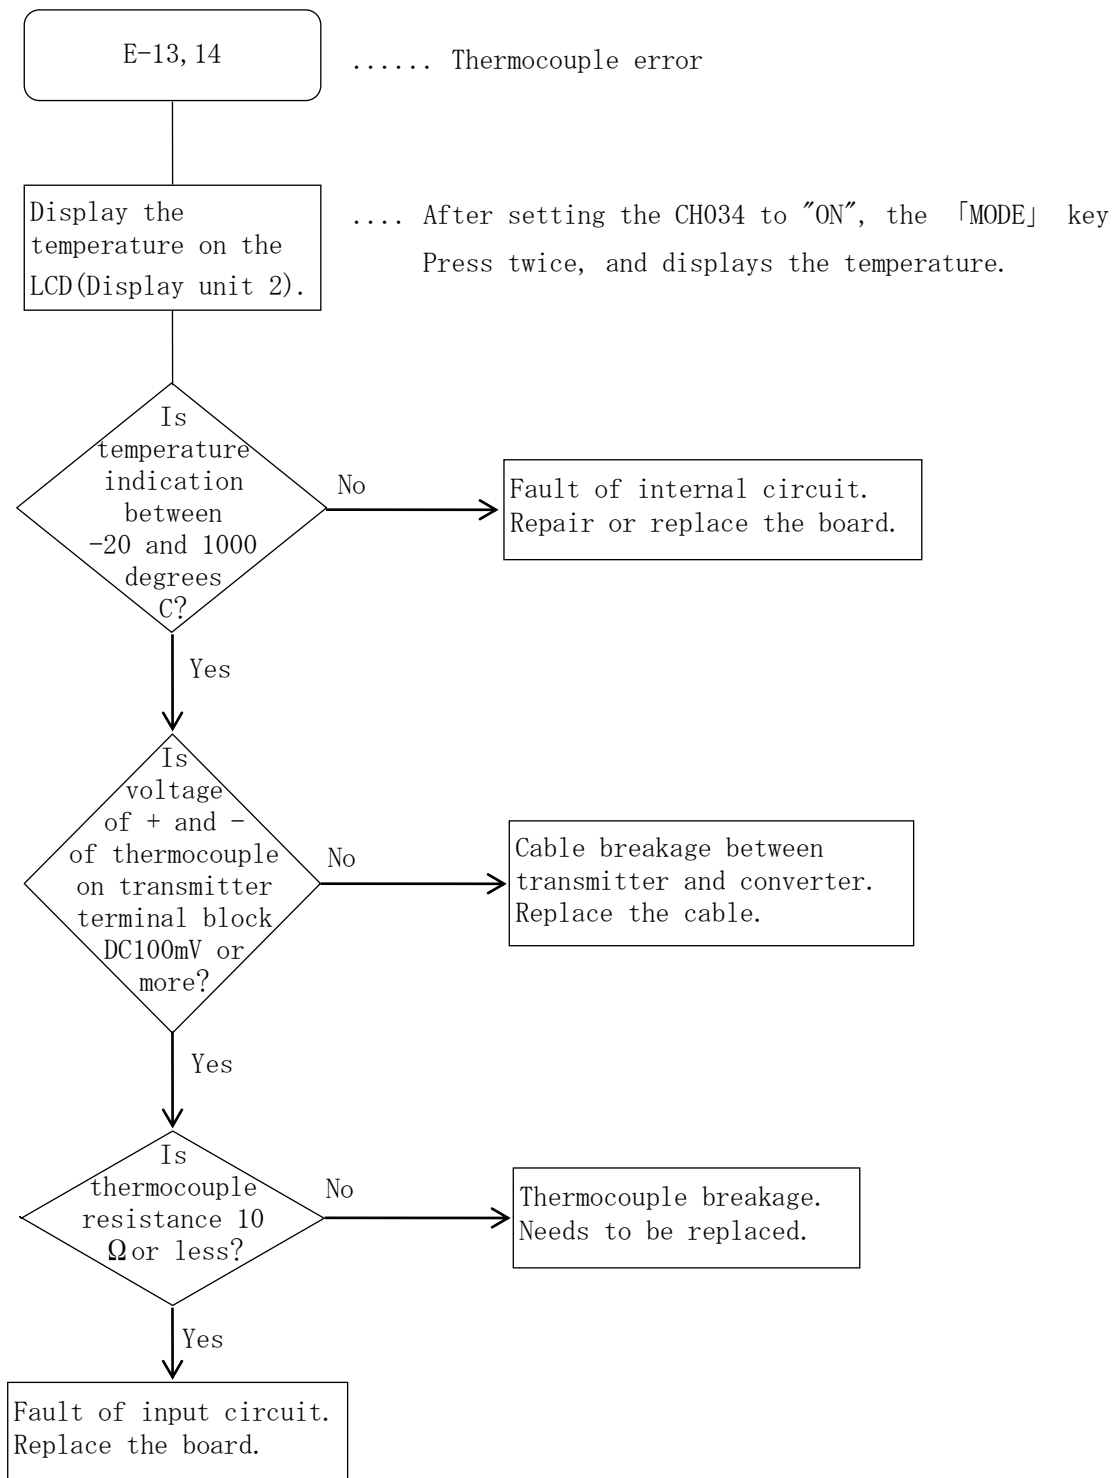 E-13,14
...... Thermocouple error
Display the
temperature on the
LCD(Display unit 2).
.... After setting the CH034 to "ON", the 「MODE」 key
Press twice, and displays the temperature.
Is
temperature
indication
between
-20 and 1000
degrees
C?
No
Fault of internal circuit.
Repair or replace the board.
Yes
Is
voltage
of + and -
of thermocouple
on transmitter
terminal block
DC100mV or
more?
No
Cable breakage between
transmitter and converter.
Replace the cable.
Yes
Is
thermocouple
resistance 10
Ω or less?
No
Thermocouple breakage.
Needs to be replaced.
Yes
Fault of input circuit.
Replace the board.